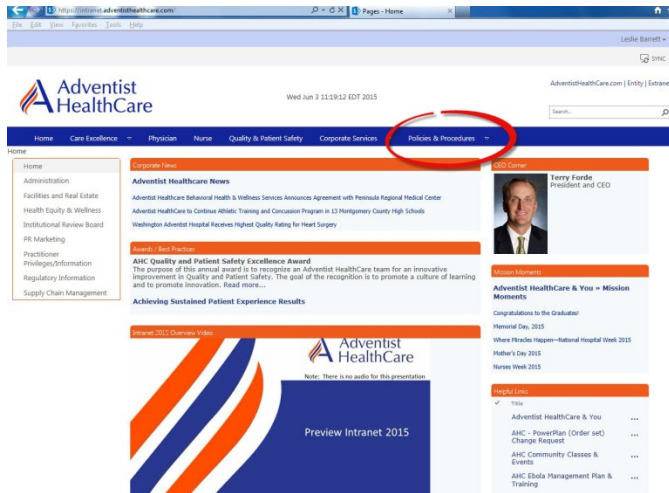 https://intranet.adventisthealthcare.com/
Pages - Home
File Edit View Favorites Tools Help
Leslie Barrett
SYNC
Adventist
HealthCare
Wed Jun 3 11:19:12 EDT 2015
AdventistHealthCare.com | Entity | Extrane
Search...
Home Care Excellence Physician Nurse Quality & Patient Safety Corporate Services Policies & Procedures
Home
Home
Administration
Facilities and Real Estate
Health Equity & Wellness
Institutional Review Board
PR Marketing
Practitioner
Privileges/Information
Regulatory Information
Supply Chain Management
Corporate News
Adventist Healthcare News
Adventist Healthcare Behavioral Health & Wellness Services Announces Agreement with Peninsula Regional Medical Center
Adventist HealthCare to Continue Athletic Training and Concussion Program in 13 Montgomery County High Schools
Washington Adventist Hospital Receives Highest Quality Rating for Heart Surgery
Awards / Best Practices
AHC Quality and Patient Safety Excellence Award
The purpose of this annual award is to recognize an Adventist HealthCare team for an innovative
improvement in Quality and Patient Safety. The goal of the recognition is to promote a culture of learning
and to promote innovation. Read more...
Achieving Sustained Patient Experience Results
Intranet 2015 Overview Video
Adventist
HealthCare
Note: There is no audio for this presentation
Preview Intranet 2015
CEO Corner
Terry Forde
President and CEO
Mission Moments
Adventist HealthCare & You » Mission
Moments
Congratulations to the Graduates!
Memorial Day, 2015
Where Miracles Happen—National Hospital Week 2015
Mother's Day 2015
Nurses Week 2015
Helpful Links
Title
Adventist HealthCare & You ...
AHC - PowerPlan (Order set) ...
Change Request
AHC Community Classes & ...
Events
AHC Ebola Management Plan & ...
Training